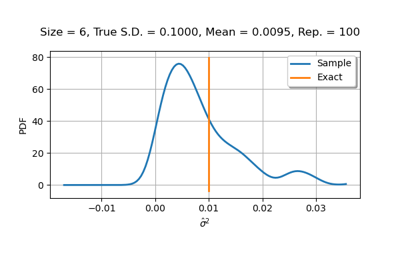 Size = 6, True S.D. = 0.1000, Mean = 0.0095, Rep. = 100
80
60
40
20
0
PDF
Sample
Exact
−0.01 0.00 0.01 0.02 0.03
σ̂²